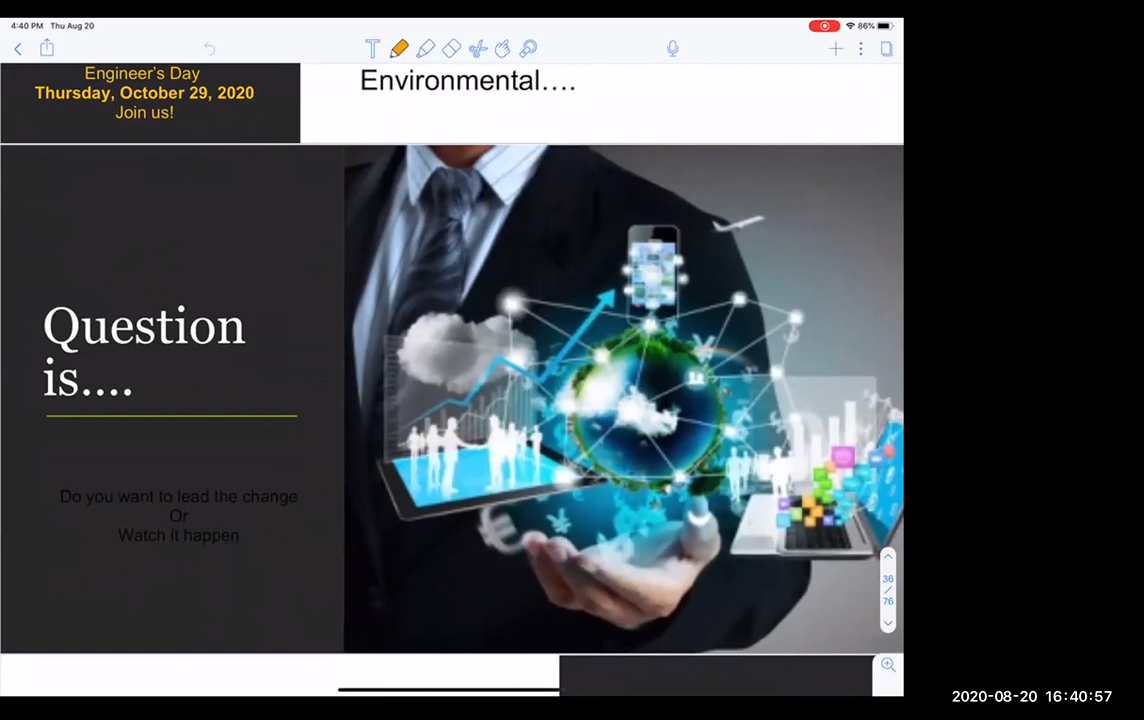 4:40 PM Thu Aug 20
86%
T
Engineer's Day
Thursday, October 29, 2020
Join us!
Environmental....
Question
is....
Do you want to lead the change
Or
Watch it happen
36
/
76
2020-08-20 16:40:57